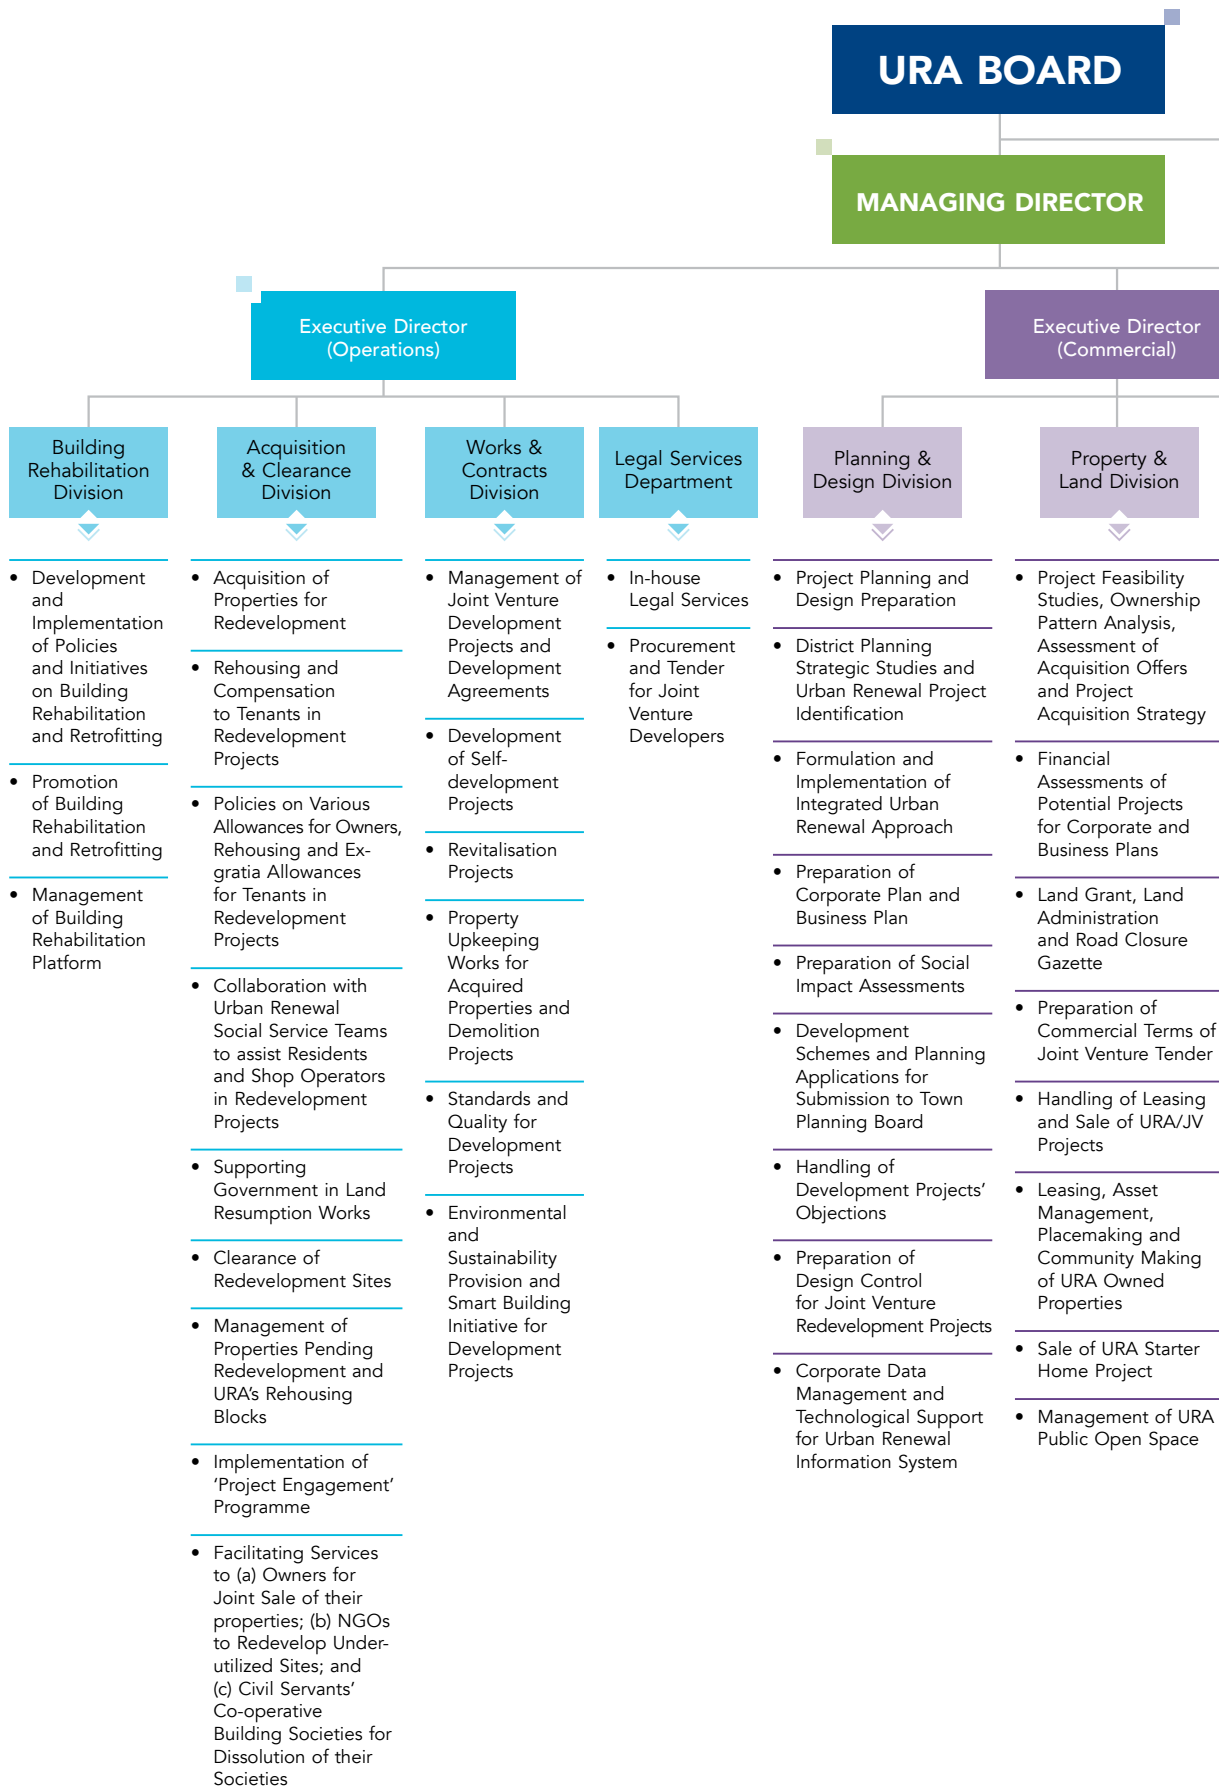 URA BOARD
MANAGING DIRECTOR
Executive Director
(Operations)
Executive Director
(Commercial)
Building
Rehabilitation
Division
Acquisition
& Clearance
Division
Works &
Contracts
Division
Legal Services
Department
Planning &
Design Division
Property &
Land Division
• Development
and
Implementation
of Policies
and Initiatives
on Building
Rehabilitation
and Retrofitting
• Promotion
of Building
Rehabilitation
and Retrofitting
• Management
of Building
Rehabilitation
Platform
• Acquisition of
Properties for
Redevelopment
• Rehousing and
Compensation
to Tenants in
Redevelopment
Projects
• Policies on Various
Allowances for Owners,
Rehousing and Ex-
gratia Allowances
for Tenants in
Redevelopment
Projects
• Collaboration with
Urban Renewal
Social Service Teams
to assist Residents
and Shop Operators
in Redevelopment
Projects
• Supporting
Government in Land
Resumption Works
• Clearance of
Redevelopment Sites
• Management of
Properties Pending
Redevelopment and
URA's Rehousing
Blocks
• Implementation of
‘Project Engagement’
Programme
• Facilitating Services
to (a) Owners for
Joint Sale of their
properties; (b) NGOs
to Redevelop Under-
utilized Sites; and
(c) Civil Servants’
Co-operative
Building Societies for
Dissolution of their
Societies
• Management of
Joint Venture
Development
Projects and
Development
Agreements
• Development
of Self-
development
Projects
• Revitalisation
Projects
• Property
Upkeeping
Works for
Acquired
Properties and
Demolition
Projects
• Standards and
Quality for
Development
Projects
• Environmental
and
Sustainability
Provision and
Smart Building
Initiative for
Development
Projects
• In-house
Legal Services
• Procurement
and Tender
for Joint
Venture
Developers
• Project Planning and
Design Preparation
• District Planning
Strategic Studies and
Urban Renewal Project
Identification
• Formulation and
Implementation of
Integrated Urban
Renewal Approach
• Preparation of
Corporate Plan and
Business Plan
• Preparation of Social
Impact Assessments
• Development
Schemes and Planning
Applications for
Submission to Town
Planning Board
• Handling of
Development Projects’
Objections
• Preparation of
Design Control
for Joint Venture
Redevelopment Projects
• Corporate Data
Management and
Technological Support
for Urban Renewal
Information System
• Project Feasibility
Studies, Ownership
Pattern Analysis,
Assessment of
Acquisition Offers
and Project
Acquisition Strategy
• Financial
Assessments of
Potential Projects
for Corporate and
Business Plans
• Land Grant, Land
Administration
and Road Closure
Gazette
• Preparation of
Commercial Terms of
Joint Venture Tender
• Handling of Leasing
and Sale of URA/JV
Projects
• Leasing, Asset
Management,
Placemaking and
Community Making
of URA Owned
Properties
• Sale of URA Starter
Home Project
• Management of URA
Public Open Space